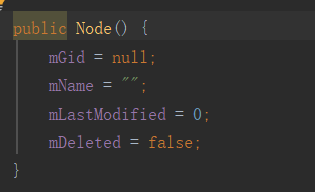 public Node() {
    mGid = null;
    mName = "";
    mLastModified = 0;
    mDeleted = false;
}